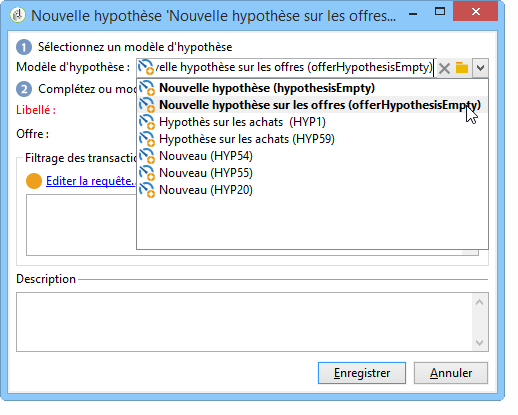 Nouvelle hypothèse 'Nouvelle hypothèse sur les offres...
1 Sélectionnez un modèle d'hypothèse
Modèle d'hypothèse : velle hypothèse sur les offres (offerHypothesisEmpty)
Nouvelle hypothèse (hypothesisEmpty)
2 Complétez ou mod
Nouvelle hypothèse sur les offres (offerHypothesisEmpty)
Libellé :
Hypothès sur les achats (HYP1)
Offre :
Hypothèse sur les achats (HYP59)
Nouveau (HYP54)
Filtrage des transactio
Nouveau (HYP55)
Editer la requête...
Nouveau (HYP20)
Description
Enregistrer
Annuler